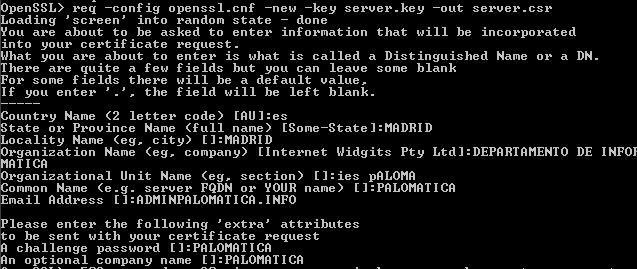 OpenSSL> req -config openssl.cnf -new -key server.key -out server.csr
Loading 'screen' into random state - done
You are about to be asked to enter information that will be incorporated
into your certificate request.
What you are about to enter is what is called a Distinguished Name or a DN.
There are quite a few fields but you can leave some blank
For some fields there will be a default value,
If you enter '.', the field will be left blank.
-----
Country Name (2 letter code) [AU]:es
State or Province Name (full name) [Some-State]:MADRID
Locality Name (eg, city) []:MADRID
Organization Name (eg, company) [Internet Widgits Pty Ltd]:DEPARTAMENTO DE INFOR
MATICA
Organizational Unit Name (eg, section) []:ies pALOMA
Common Name (e.g. server FQDN or YOUR name) []:PALOMATICA
Email Address []:ADMINPALOMATICA.INFO
Please enter the following 'extra' attributes
to be sent with your certificate request
A challenge password []:PALOMATICA
An optional company name []:PALOMATICA